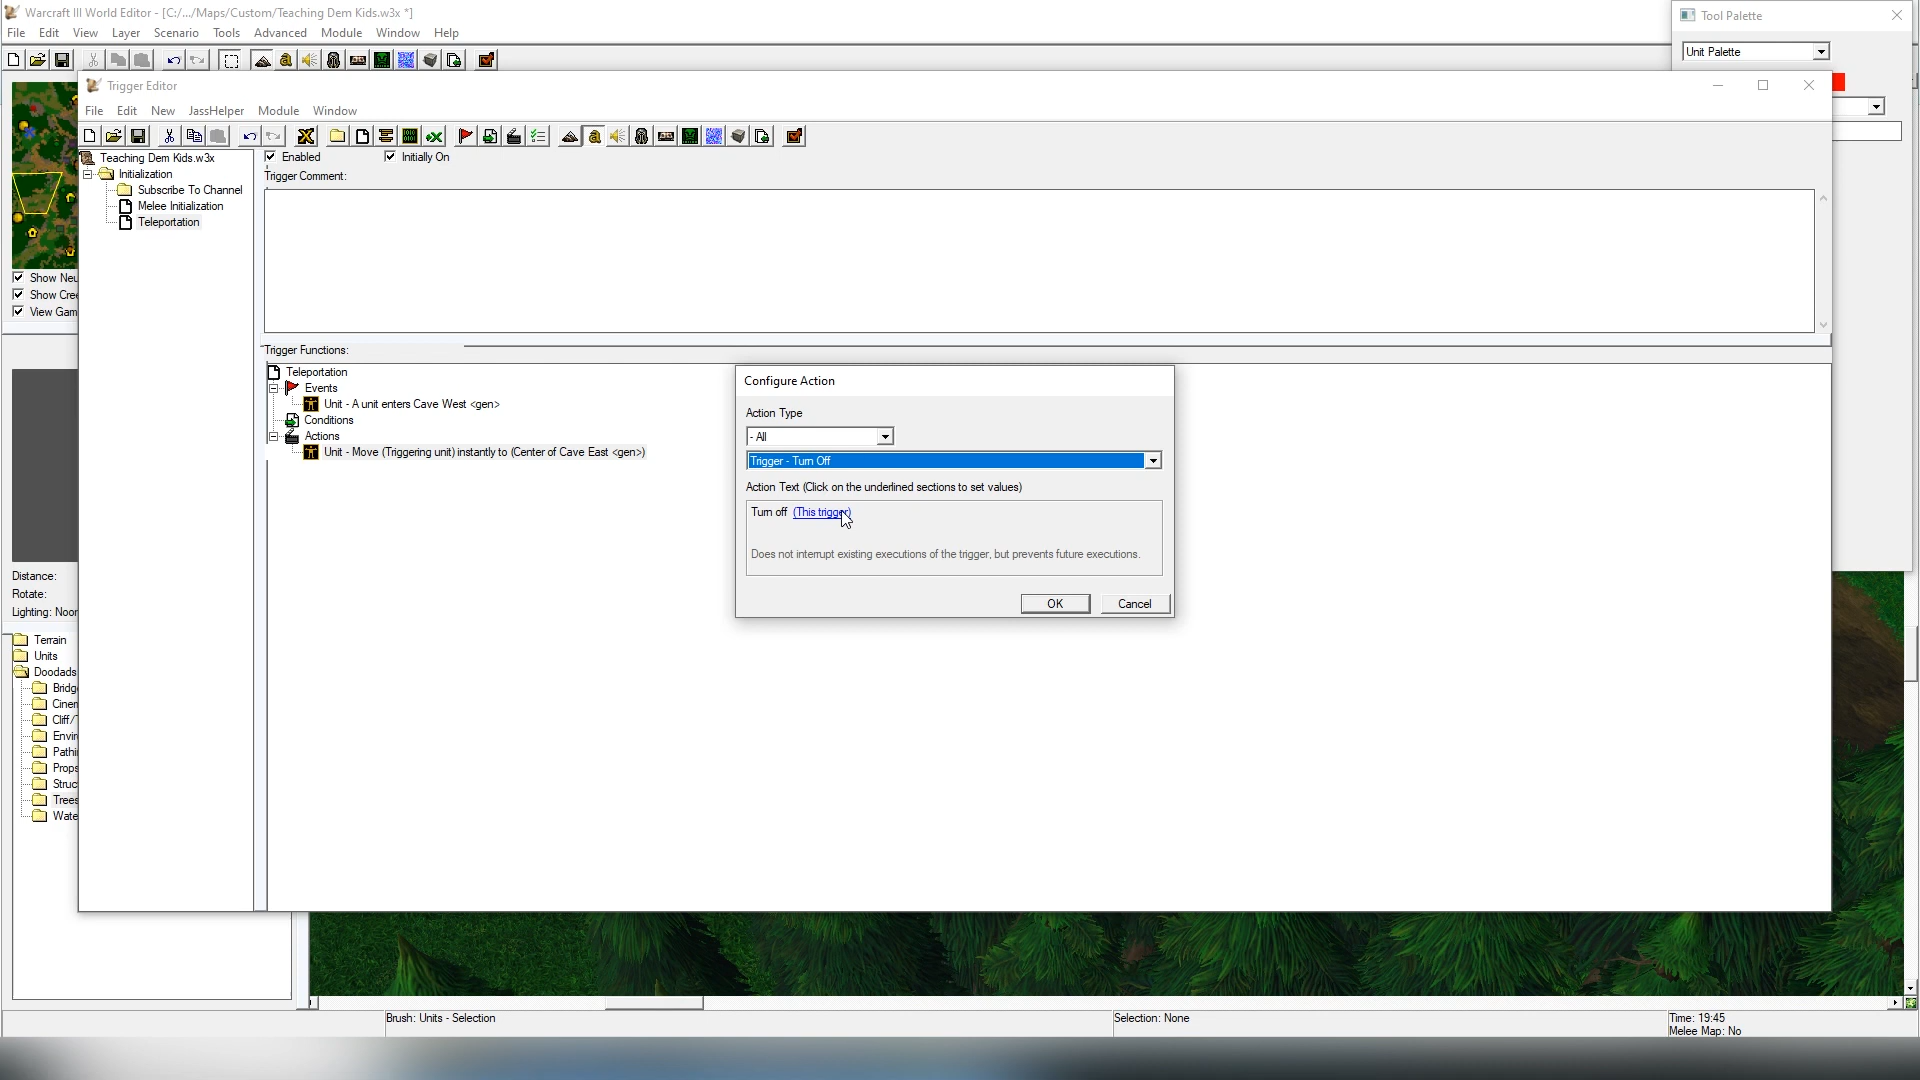 Warcraft III World Editor - [C:/.../Maps/Custom/Teaching Dem Kids.w3x *]
File Edit View Layer Scenario Tools Advanced Module Window Help
Tool Palette
Unit Palette
Trigger Editor
File Edit New JassHelper Module Window
Teaching Dem Kids.w3x
Initialization
Subscribe To Channel
Melee Initialization
Teleportation
Enabled
Initially On
Trigger Comment:
Show Neu
Show Cree
View Gam
Trigger Functions:
Teleportation
Events
Unit - A unit enters Cave West <gen>
Conditions
Actions
Unit - Move (Triggering unit) instantly to (Center of Cave East <gen>)
Configure Action
Action Type
- All
Trigger - Turn Off
Action Text (Click on the underlined sections to set values)
Turn off (This trigger)
Does not interrupt existing executions of the trigger, but prevents future executions.
OK
Cancel
Distance:
Rotate:
Lighting: Noon
Terrain
Units
Doodads
Bridg
Cinem
Cliff/T
Envir
Pathi
Props
Struc
Trees
Wate
Brush: Units - Selection
Selection: None
Time: 19:45
Melee Map: No